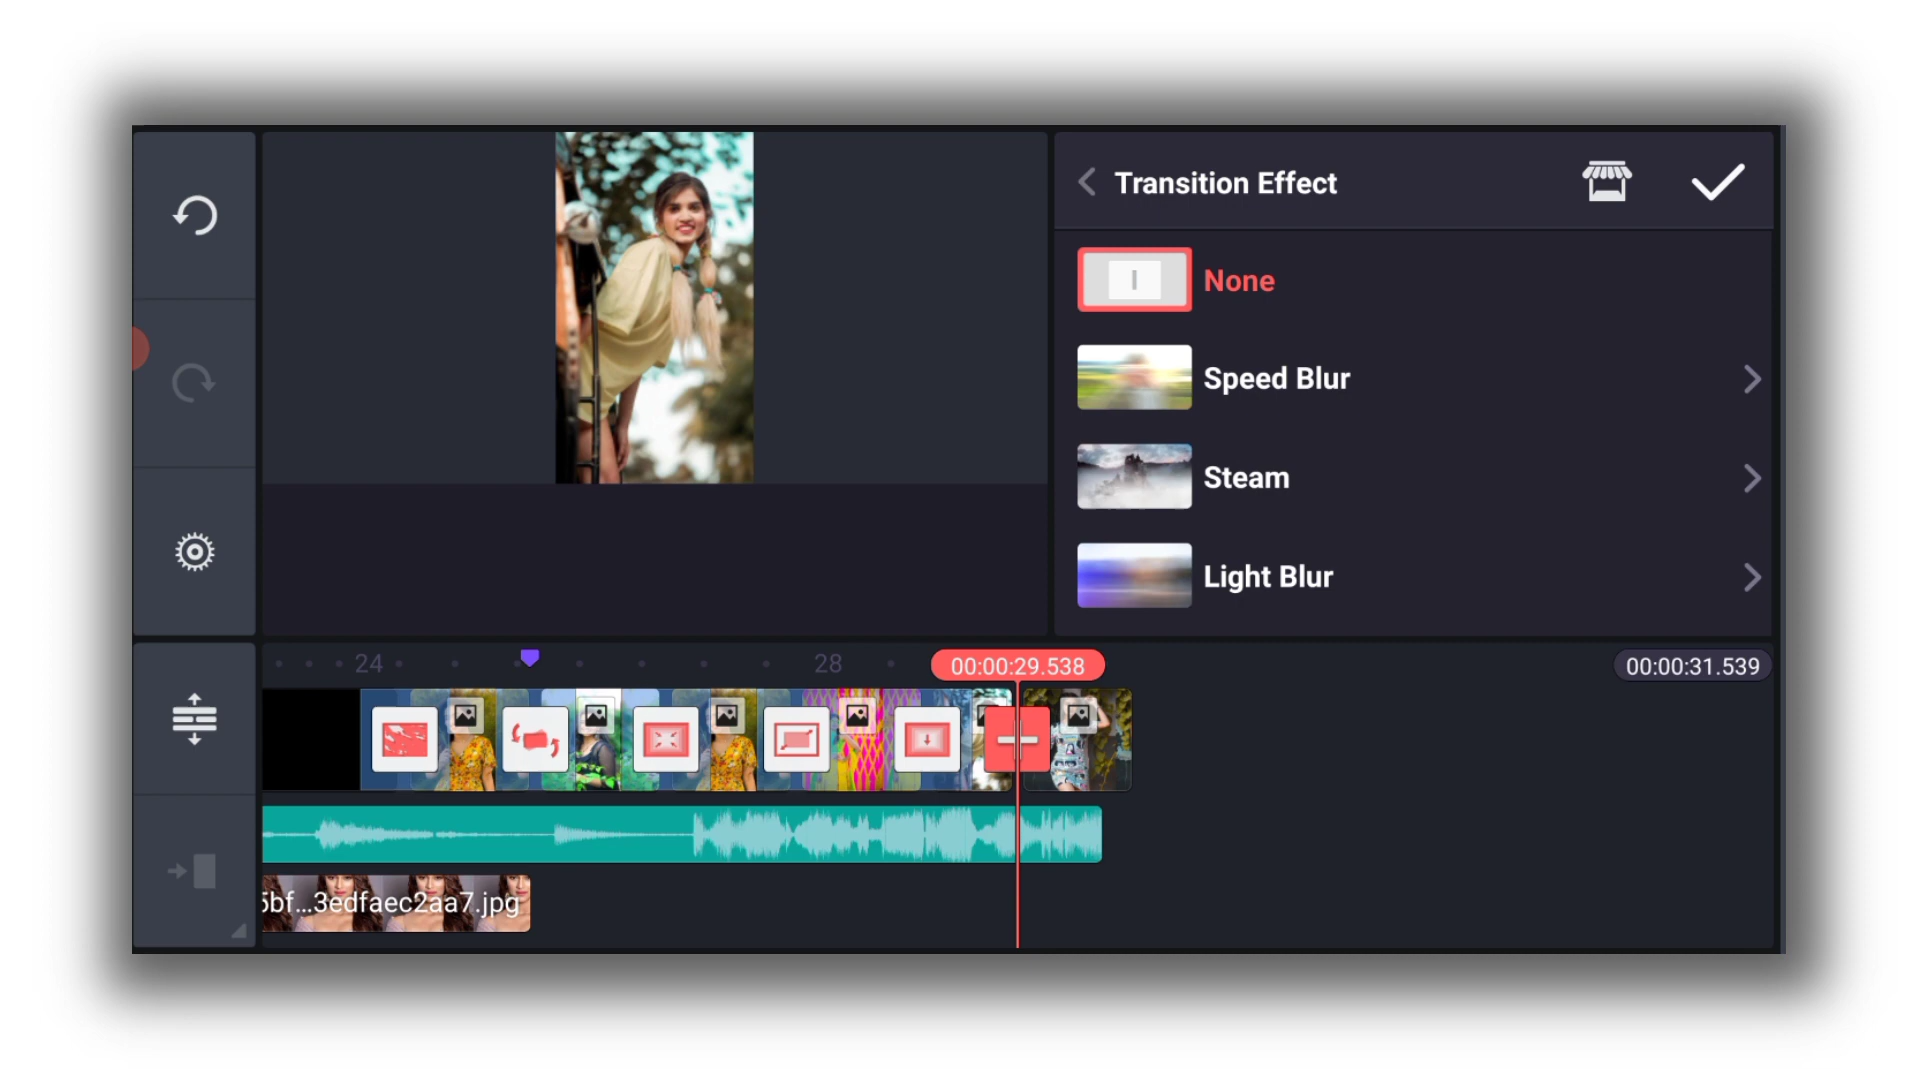 Transition Effect
None
Speed Blur
Steam
Light Blur
24
28
00:00:29.538
00:00:31.539
5bf...3edfaec2aa7.jpg